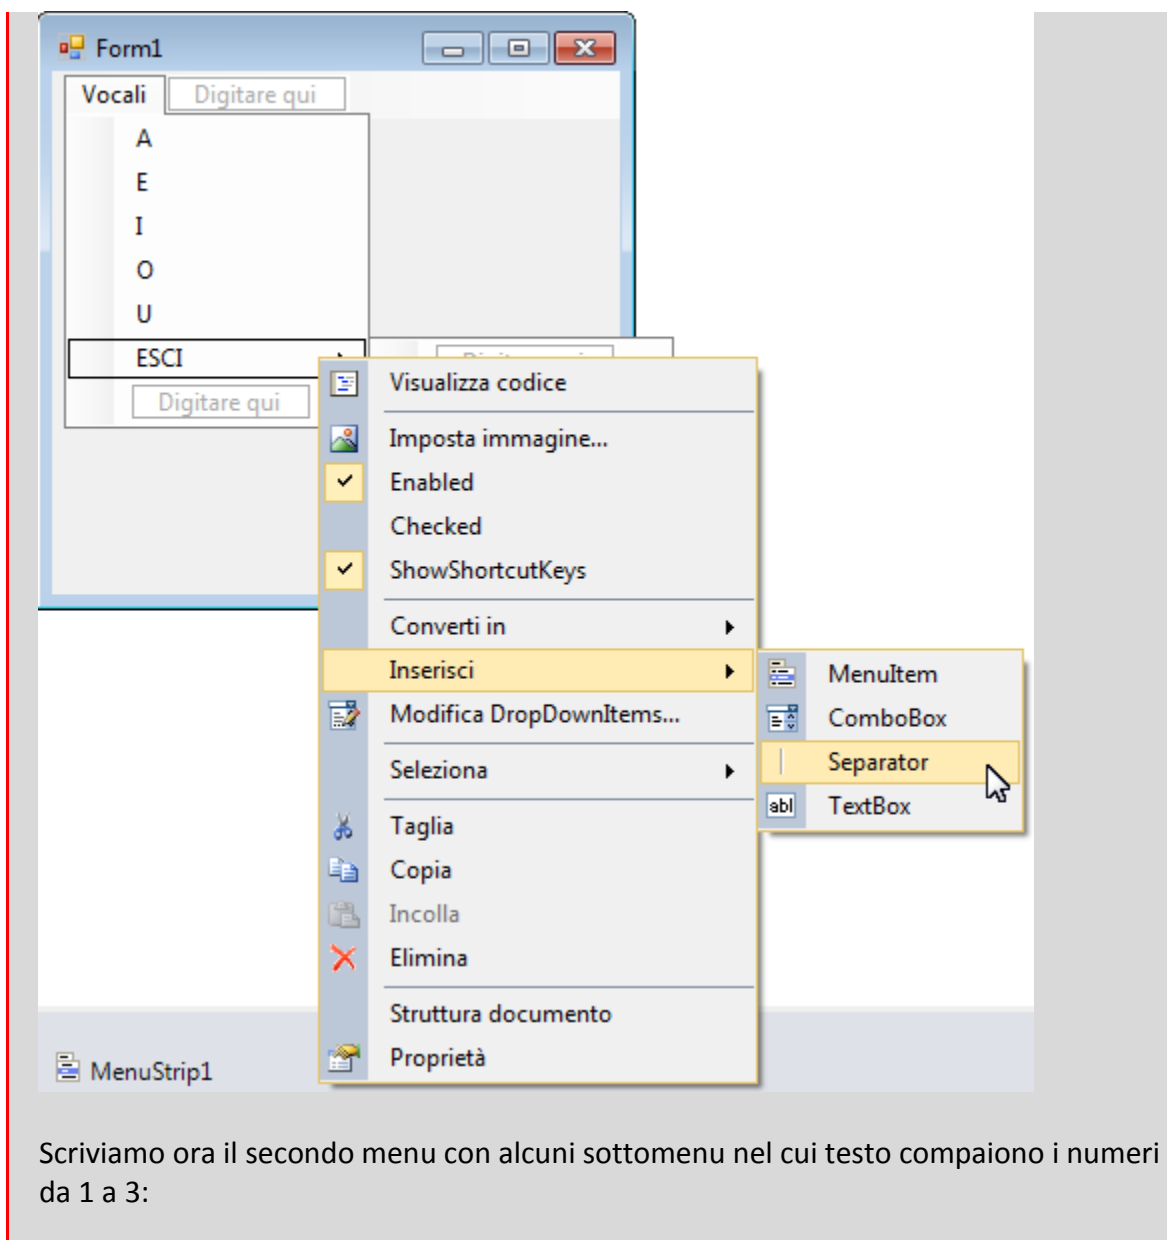 Form1
Vocali Digitare qui
A
E
I
O
U
ESCI
Digitare qui
Visualizza codice
Imposta immagine...
Enabled
Checked
ShowShortcutKeys
Converti in
Inserisci
Modifica DropDownItems...
Seleziona
Taglia
Copia
Incolla
Elimina
Struttura documento
Proprietà
MenuItem
ComboBox
Separator
abl TextBox
MenuStrip1
Scriviamo ora il secondo menu con alcuni sottomenu nel cui testo compaiono i numeri
da 1 a 3: